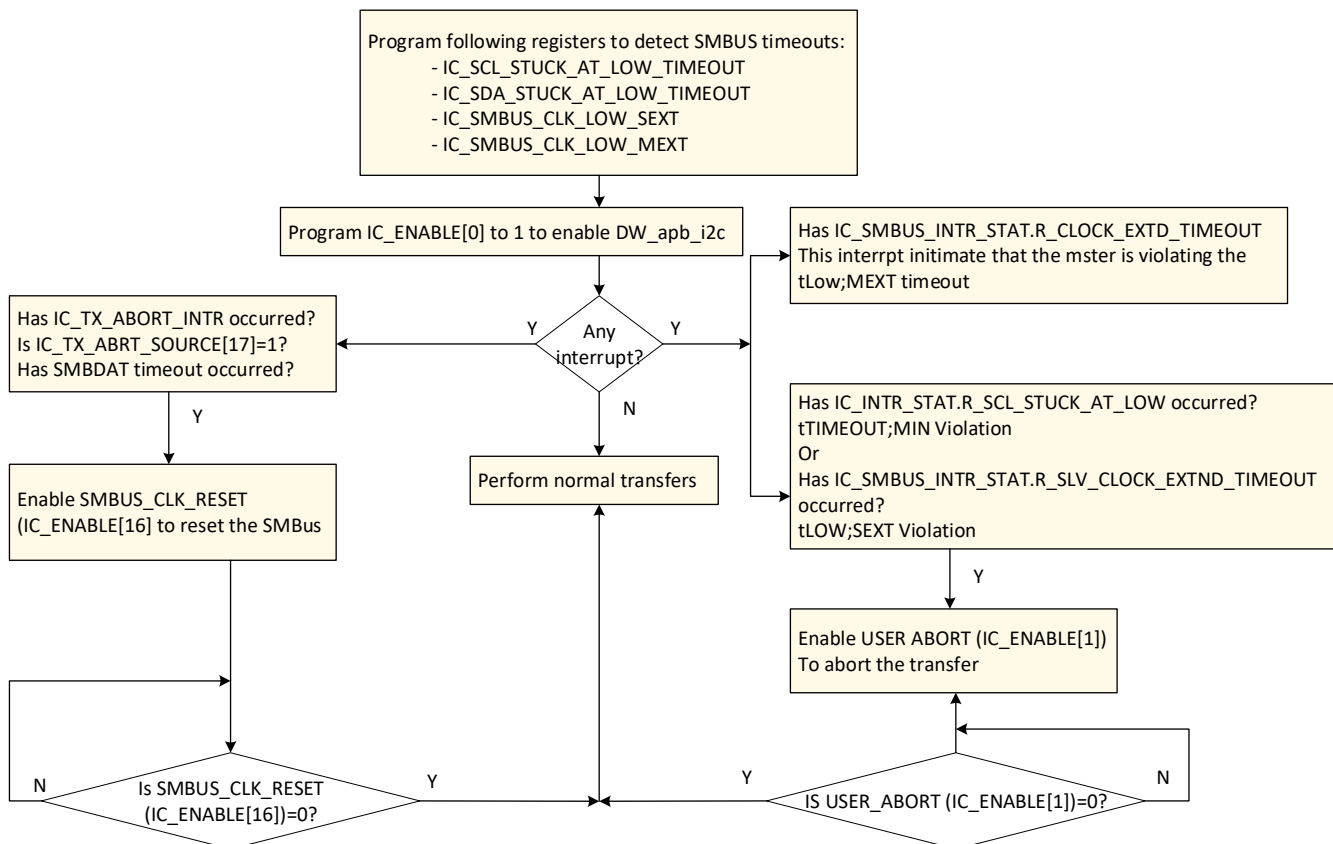 Program following registers to detect SMBUS timeouts:
- IC_SCL_STUCK_AT_LOW_TIMEOUT
- IC_SDA_STUCK_AT_LOW_TIMEOUT
- IC_SMBUS_CLK_LOW_SEXT
- IC_SMBUS_CLK_LOW_MEXT
Program IC_ENABLE[0] to 1 to enable DW_apb_i2c
Has IC_SMBUS_INTR_STAT.R_CLOCK_EXTD_TIMEOUT
This interrpt initimate that the mster is violating the
tLow;MEXT timeout
Has IC_TX_ABORT_INTR occurred?
Is IC_TX_ABRT_SOURCE[17]=1?
Has SMBDAT timeout occurred?
Y
Any
interrupt?
Y
N
Y
Has IC_INTR_STAT.R_SCL_STUCK_AT_LOW occurred?
tTIMEOUT;MIN Violation
Or
Has IC_SMBUS_INTR_STAT.R_SLV_CLOCK_EXTND_TIMEOUT
occurred?
tLOW;SEXT Violation
Enable SMBUS_CLK_RESET
(IC_ENABLE[16] to reset the SMBus
Perform normal transfers
Y
Enable USER ABORT (IC_ENABLE[1])
To abort the transfer
N
Is SMBUS_CLK_RESET
(IC_ENABLE[16])=0?
Y
Y
IS USER_ABORT (IC_ENABLE[1])=0?
N